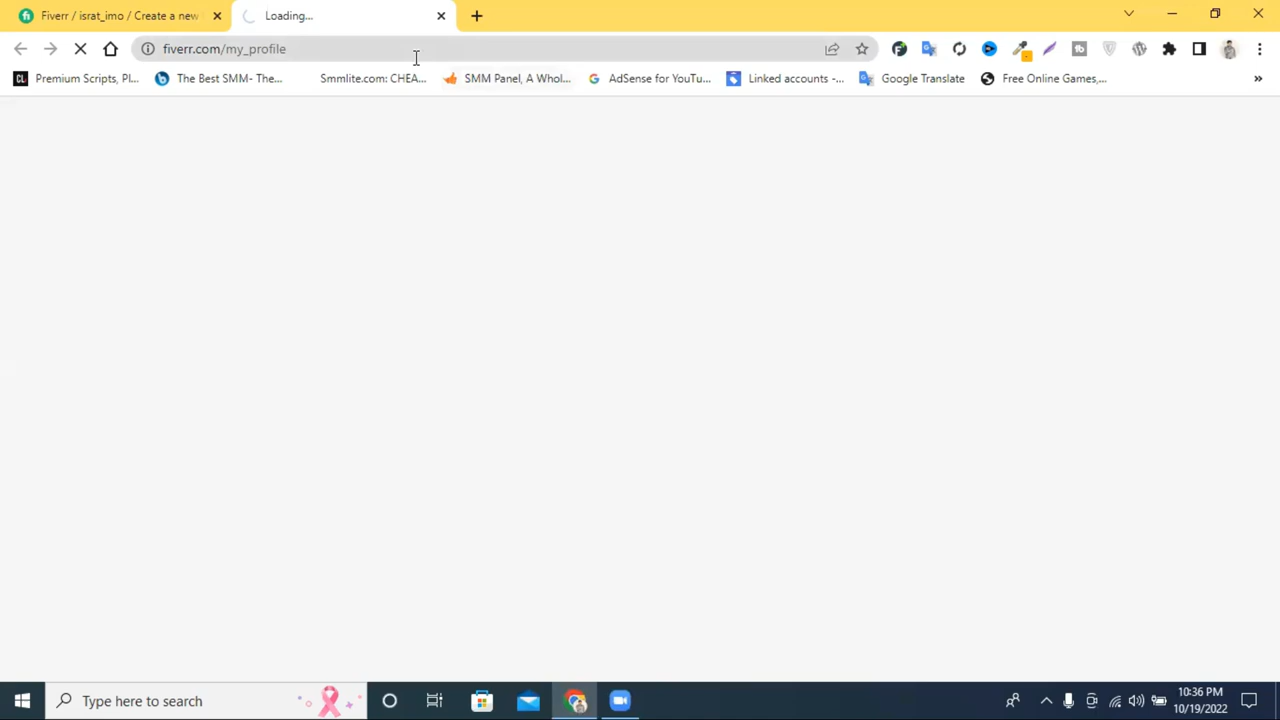 Fiverr / israt_imo / Create a new
Loading...
fiverr.com/my_profile
Premium Scripts, Pl...
The Best SMM- The...
Smmlite.com: CHEA...
SMM Panel, A Whol...
AdSense for YouTu...
Linked accounts -...
Google Translate
Free Online Games,...
»
Type here to search
10:36 PM
10/19/2022